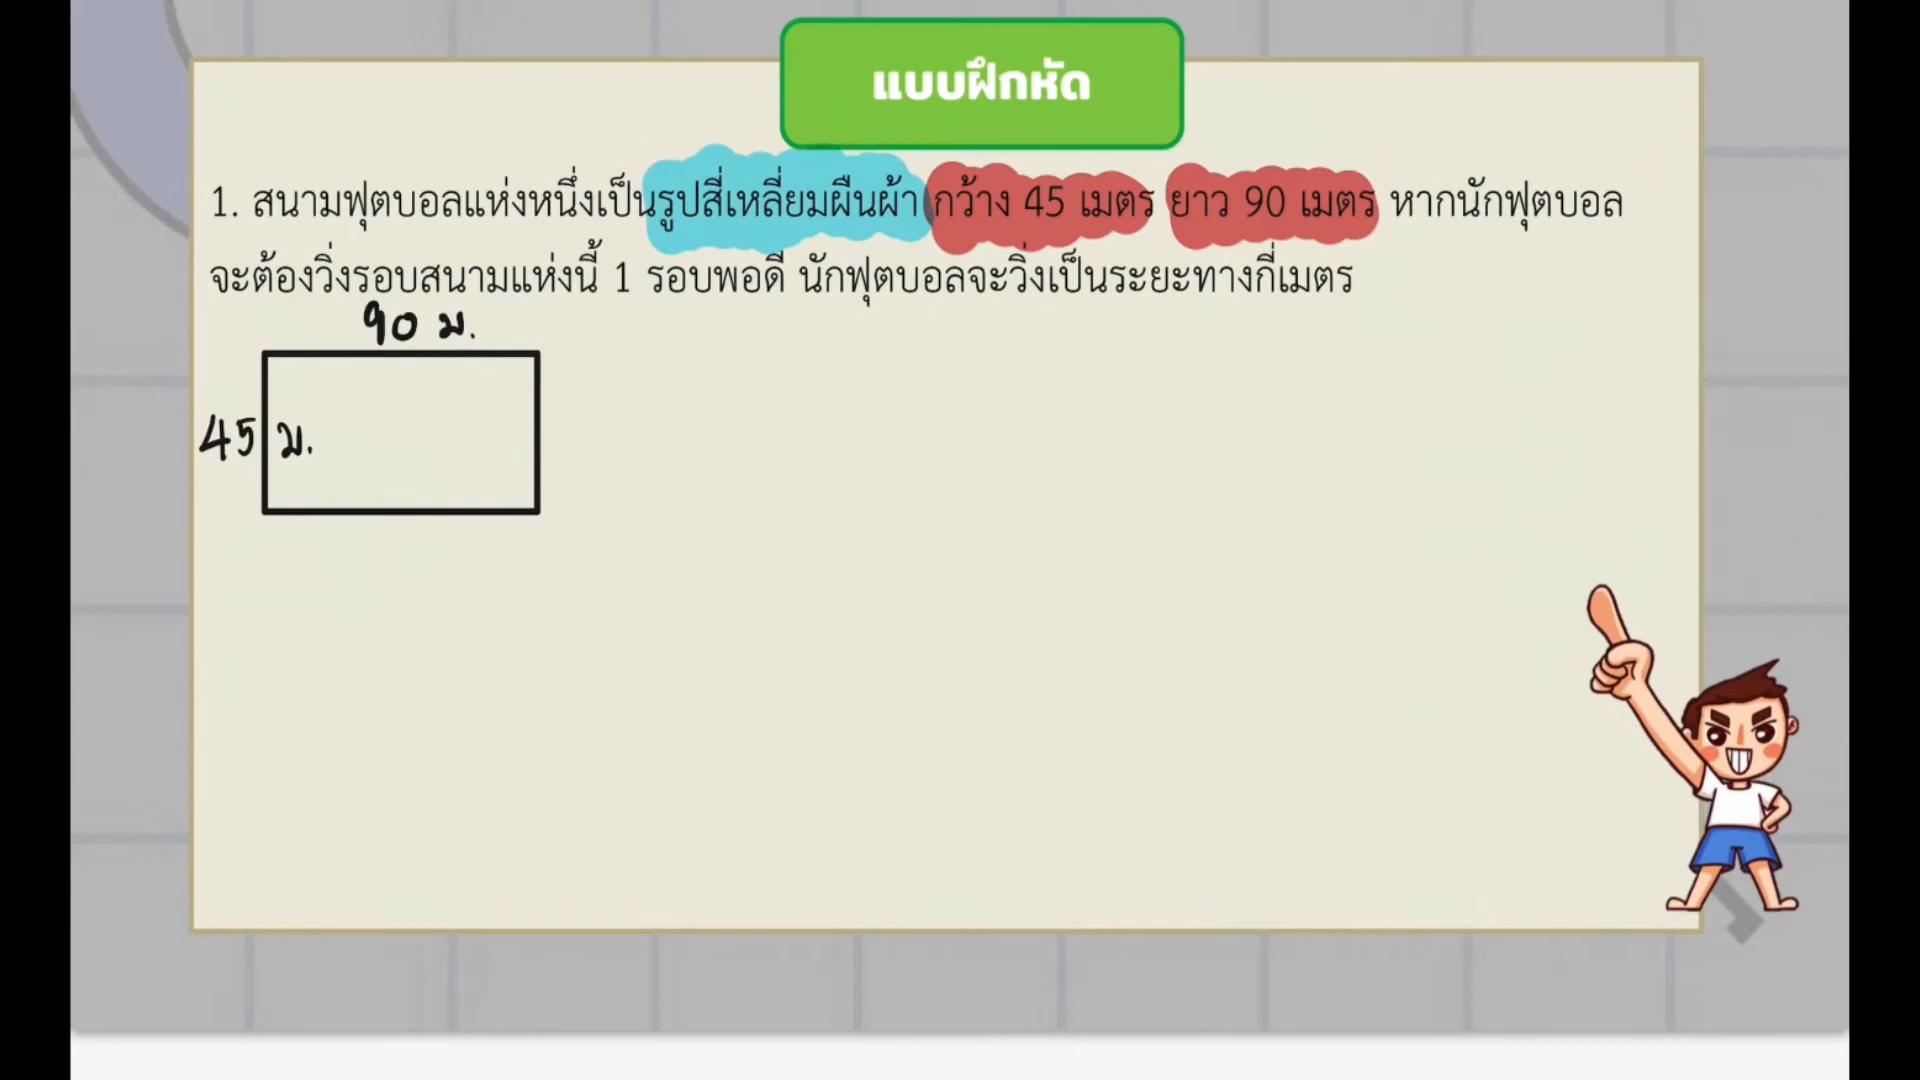 แบบฝึกหัด
1. สนามฟุตบอลแห่งหนึ่งเป็นรูปสี่เหลี่ยมผืนผ้า กว้าง 45 เมตร ยาว 90 เมตร หากนักฟุตบอล
จะต้องวิ่งรอบสนามแห่งนี้ 1 รอบพอดี นักฟุตบอลจะวิ่งเป็นระยะทางกี่เมตร
90 ม.
45 ม.